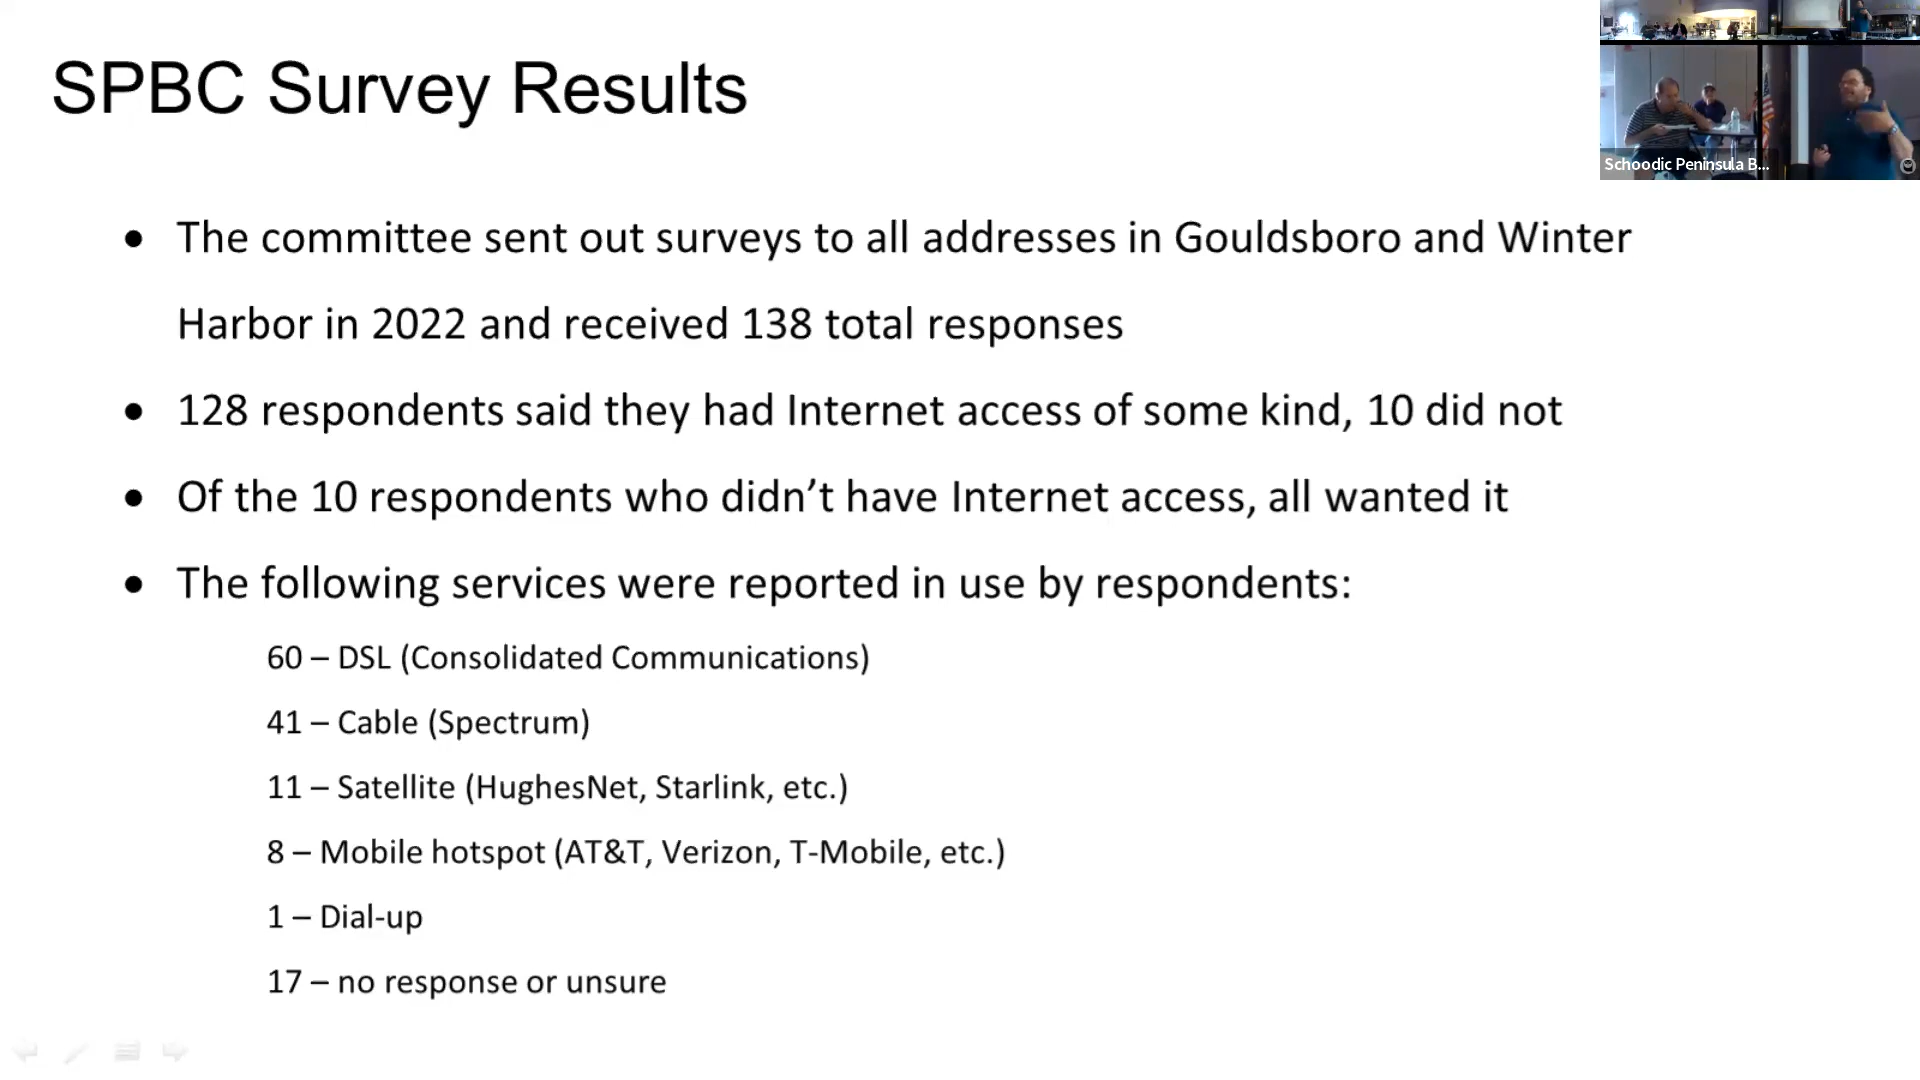 SPBC Survey Results
Schoodic Peninsula B...
• The committee sent out surveys to all addresses in Gouldsboro and Winter
Harbor in 2022 and received 138 total responses
• 128 respondents said they had Internet access of some kind, 10 did not
• Of the 10 respondents who didn’t have Internet access, all wanted it
• The following services were reported in use by respondents:
60 – DSL (Consolidated Communications)
41 – Cable (Spectrum)
11 – Satellite (HughesNet, Starlink, etc.)
8 – Mobile hotspot (AT&T, Verizon, T-Mobile, etc.)
1 – Dial-up
17 – no response or unsure